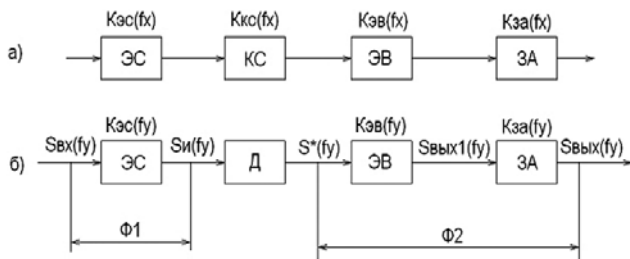 Kэс(fx) Kкс(fx) Kэв(fx) Kза(fx)
а) ЭС КС ЭВ ЗА
Kэс(fy) Kэв(fy) Kза(fy)
Sвх(fy) Sи(fy) S*(fy) Sвых1(fy) Sвых(fy)
б) ЭС Д ЭВ ЗА
Ф1 Ф2